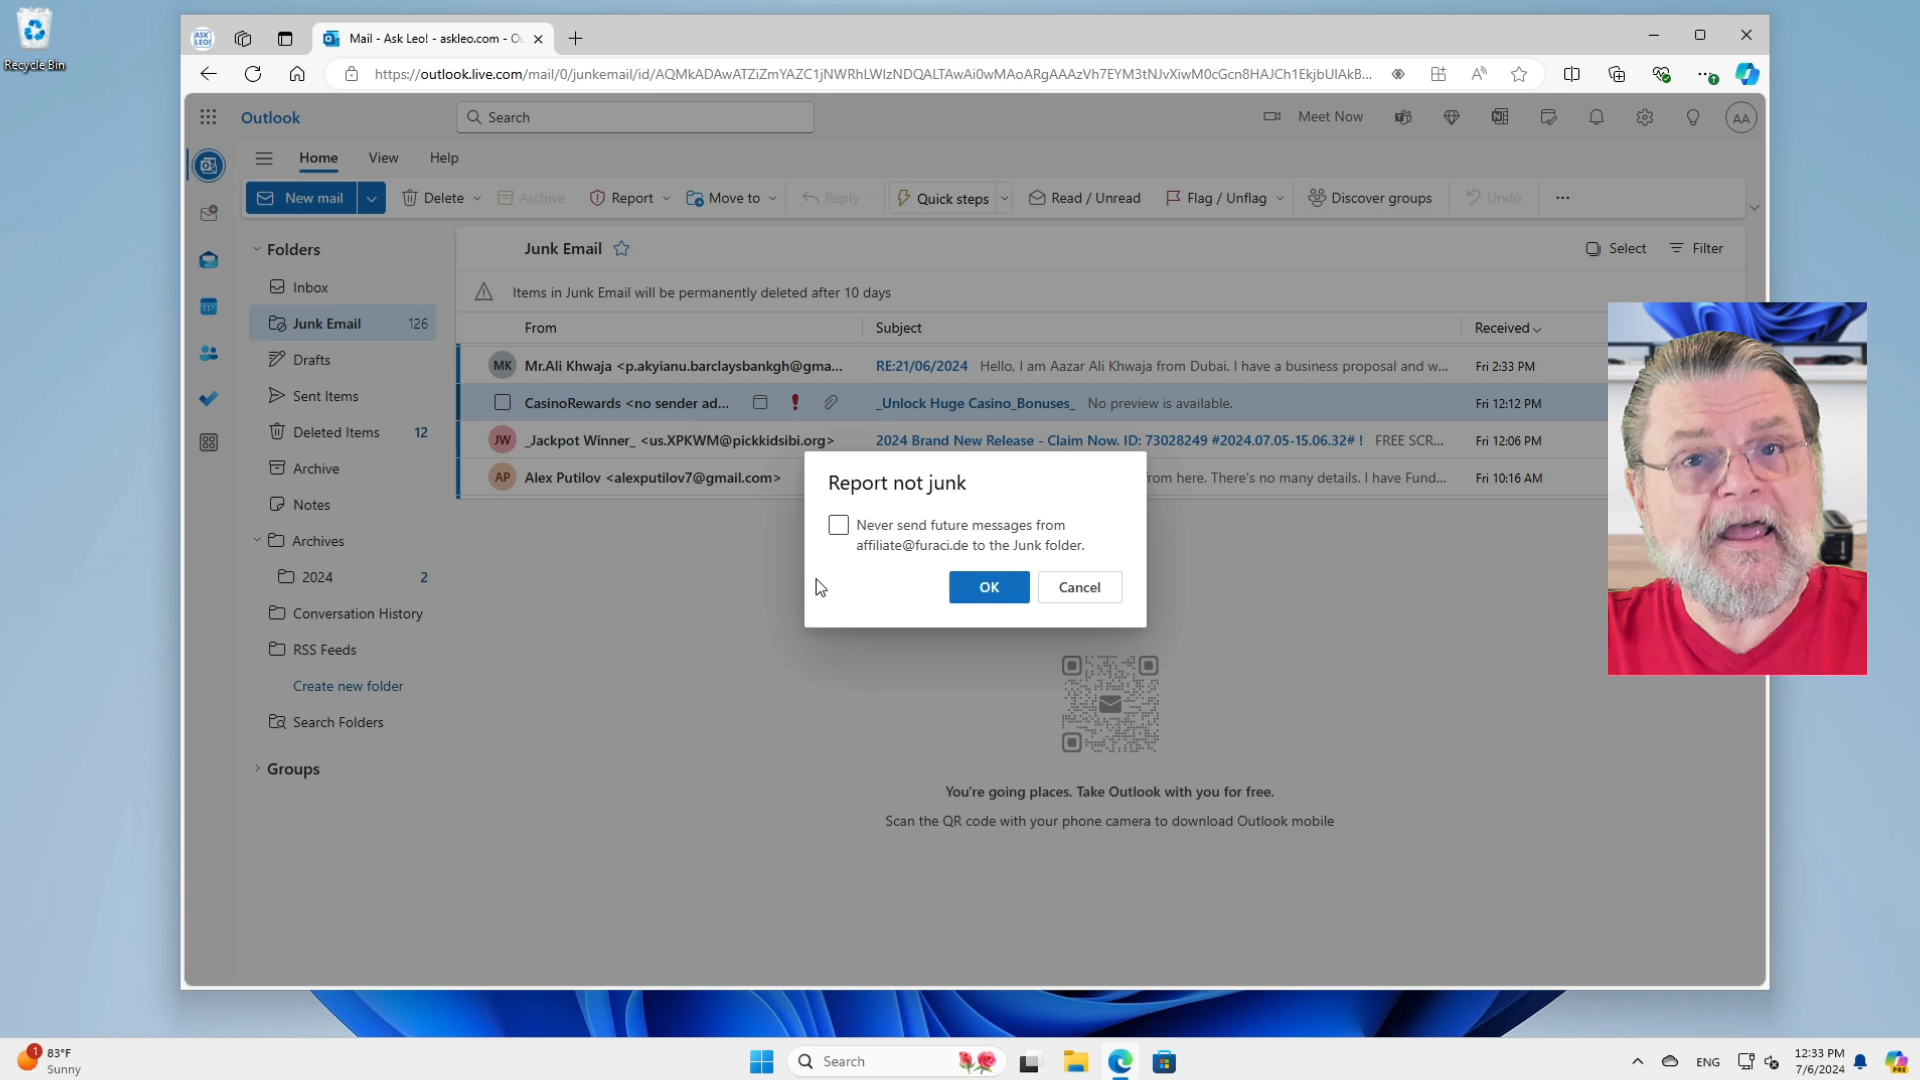 Recycle Bin
Mail - Ask Leo! - askleo.com - Ou
https://outlook.live.com/mail/0/junkemail/id/
Outlook
Search
Meet Now
AA
Home View Help
New mail Delete Archive Report Move to Reply Quick steps Read / Unread Flag / Unflag Discover groups Undo
Folders
Inbox
Junk Email 126
Drafts
Sent Items
Deleted Items 12
Archive
Notes
Archives
2024 2
Conversation History
RSS Feeds
Create new folder
Search Folders
Groups
Junk Email
Select Filter
Items in Junk Email will be permanently deleted after 10 days
From Subject Received
MK Mr.Ali Khwaja <p.akyianu.barclaysbankgh@gma... RE:21/06/2024 Hello, I am Aazar Ali Khwaja from Dubai. I have a business proposal and w... Fri 2:33 PM
CasinoRewards <no sender ad... _Unlock Huge Casino_Bonuses_ No preview is available. Fri 12:12 PM
JW _Jackpot Winner_ <us.XPKWM@pickkidsibi.org> 2024 Brand New Release - Claim Now. ID: 73028249 #2024.07.05-15.06.32# ! FREE SCR... Fri 12:06 PM
AP Alex Putilov <alexputilov7@gmail.com> from here. There's no many details. I have Fund... Fri 10:16 AM
Report not junk
Never send future messages from
affiliate@furaci.de to the Junk folder.
OK Cancel
You're going places. Take Outlook with you for free.
Scan the QR code with your phone camera to download Outlook mobile
1
83°F
Sunny
Search
ENG
12:33 PM
7/6/2024
PRE